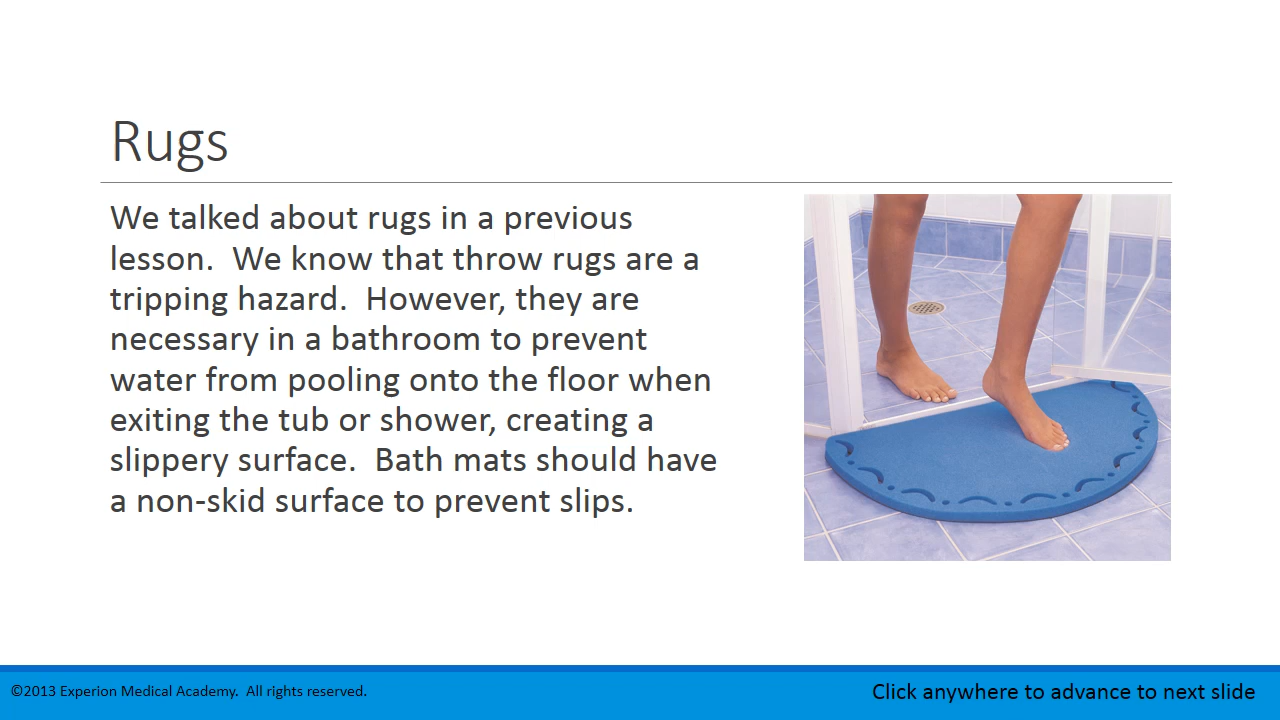 Rugs
We talked about rugs in a previous
lesson.  We know that throw rugs are a
tripping hazard.  However, they are
necessary in a bathroom to prevent
water from pooling onto the floor when
exiting the tub or shower, creating a
slippery surface.  Bath mats should have
a non-skid surface to prevent slips.
©2013 Experion Medical Academy.  All rights reserved.
Click anywhere to advance to next slide